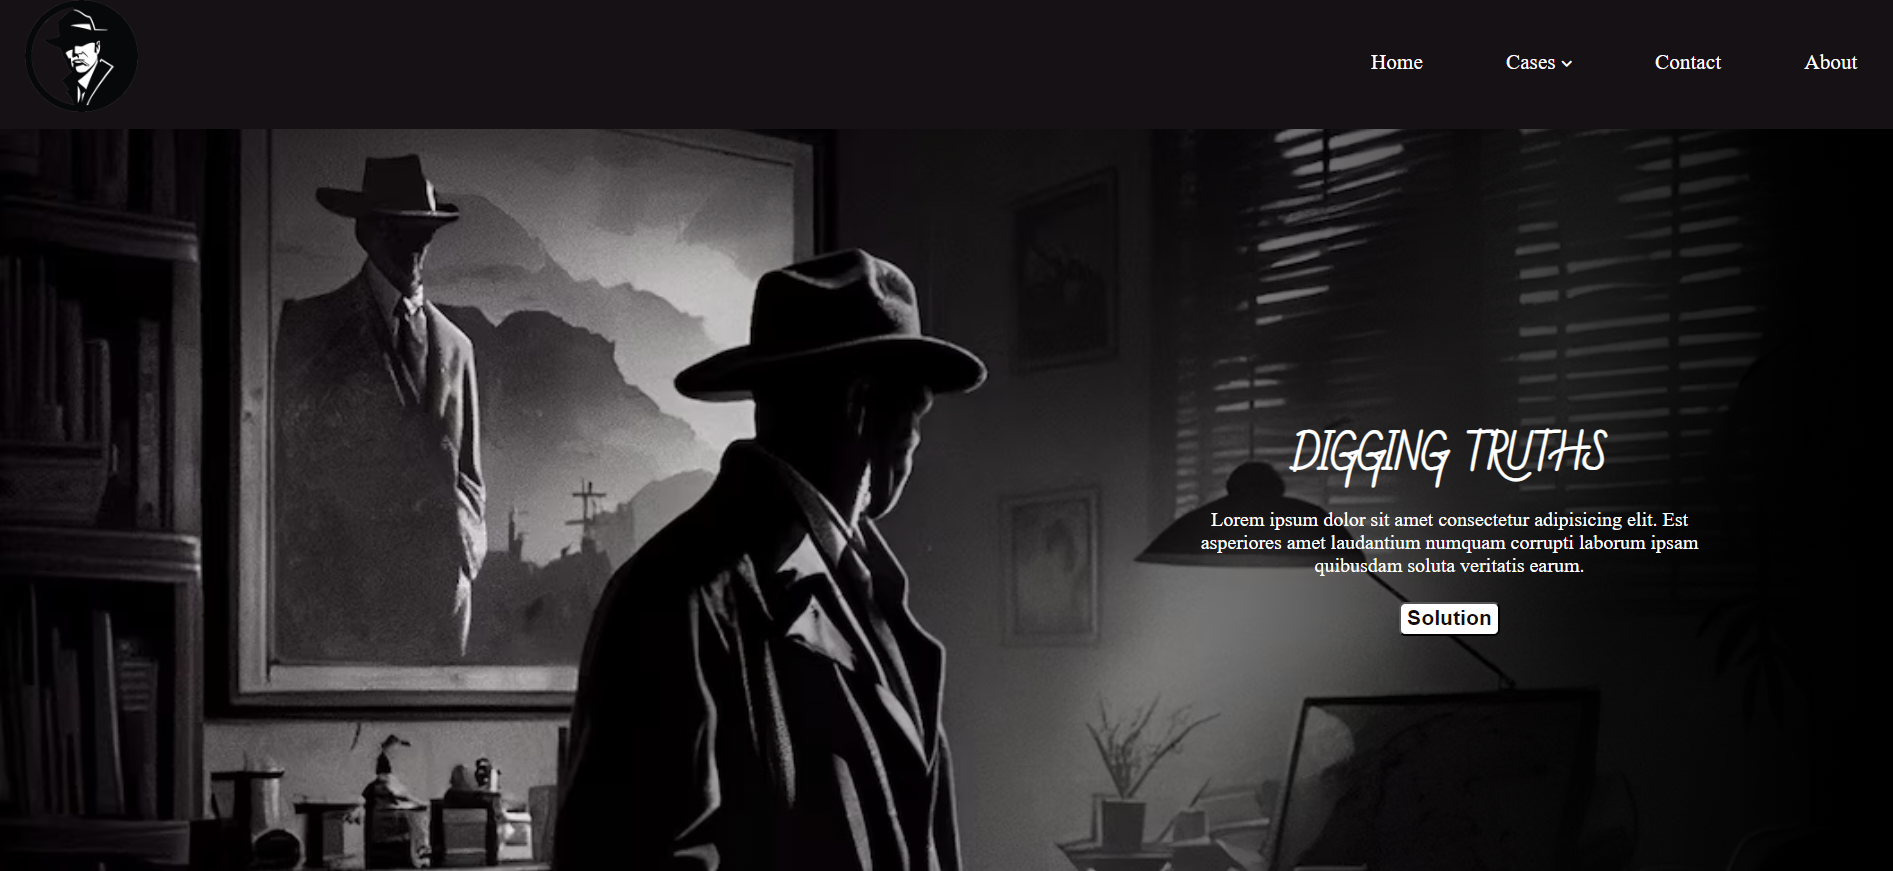 Home
Cases
Contact
About
DIGGING TRUTHS
Lorem ipsum dolor sit amet consectetur adipisicing elit. Est
asperiores amet laudantium numquam corrupti laborum ipsam
quibusdam soluta veritatis earum.
Solution